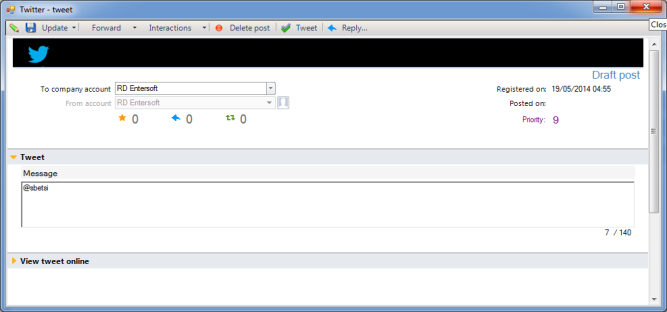 Twitter - tweet
Update Forward Interactions Delete post Tweet Reply...
Clos
Draft post
To company account RD Entersoft Registered on: 19/05/2014 04:55
From account RD Entersoft Posted on:
0 0 0 Priority: 9
Tweet
Message
@sbetsi
7 / 140
View tweet online